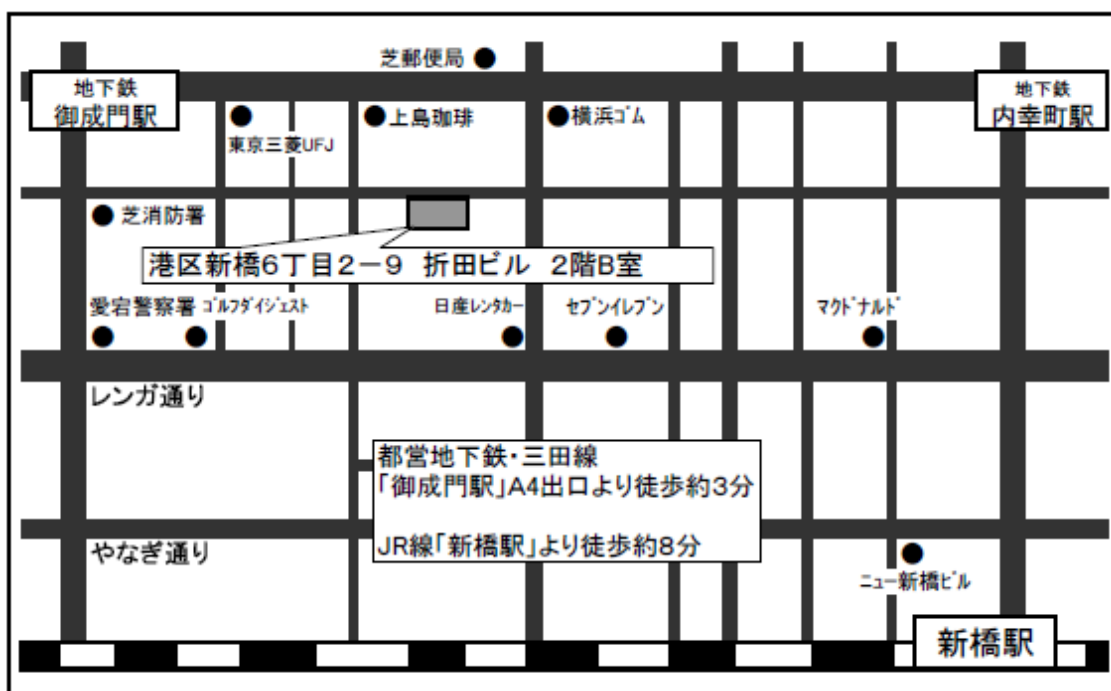 芝郵便局
地下鉄
御成門駅
地下鉄
内幸町駅
上島珈琲
横浜ｺﾞﾑ
東京三菱UFJ
芝消防署
港区新橋6丁目2－9　折田ビル　2階B室
愛宕警察署
ｺﾞﾙﾌﾀﾞｲｼﾞｪｽﾄ
日産ﾚﾝﾀｶｰ
ｾﾌﾞﾝｲﾚﾌﾞﾝ
ﾏｸﾄﾞﾅﾙﾄﾞ
レンガ通り
都営地下鉄・三田線
「御成門駅」A4出口より徒歩約3分
JR線「新橋駅」より徒歩約8分
やなぎ通り
ﾆｭｰ新橋ﾋﾞﾙ
新橋駅